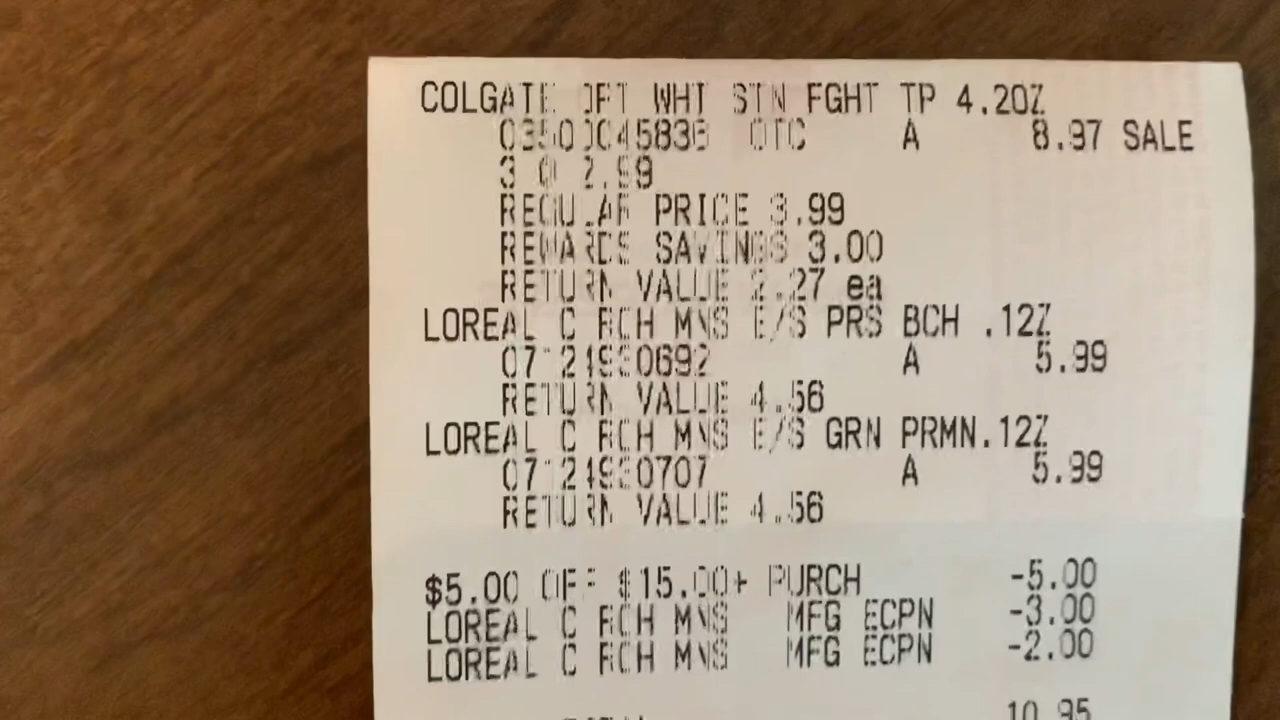 COLGATE OPT WHT STN FGHT TP 4.2OZ
03500045836 OTC A 8.97 SALE
3 @ 2.99
REGULAR PRICE 3.99
REWARDS SAVINGS 3.00
RETURN VALUE 2.27 ea
LOREAL C RCH MNS E/S PRS BCH .12Z
07124930692 A 5.99
RETURN VALUE 4.56
LOREAL C RCH MNS E/S GRN PRMN.12Z
07124930707 A 5.99
RETURN VALUE 4.56
$5.00 OFF $15.00+ PURCH -5.00
LOREAL C RCH MNS MFG ECPN -3.00
LOREAL C RCH MNS MFG ECPN -2.00
10.95